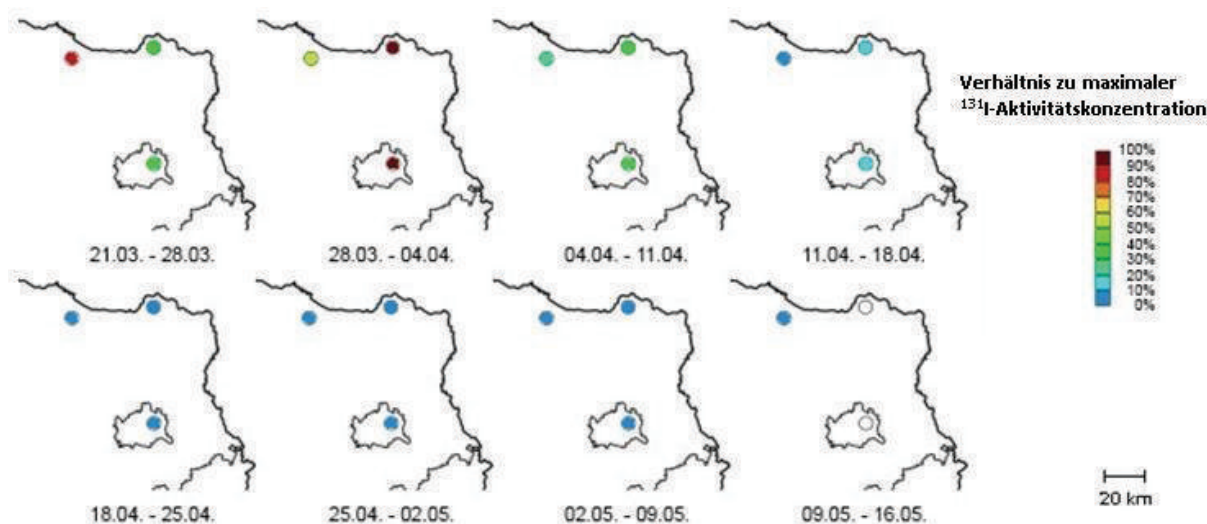 Verhältnis zu maximaler
¹³¹I-Aktivitätskonzentration
100%
90%
80%
70%
60%
50%
40%
30%
20%
10%
0%
21.03. - 28.03.
28.03. - 04.04.
04.04. - 11.04.
11.04. - 18.04.
18.04. - 25.04.
25.04. - 02.05.
02.05. - 09.05.
09.05. - 16.05.
20 km